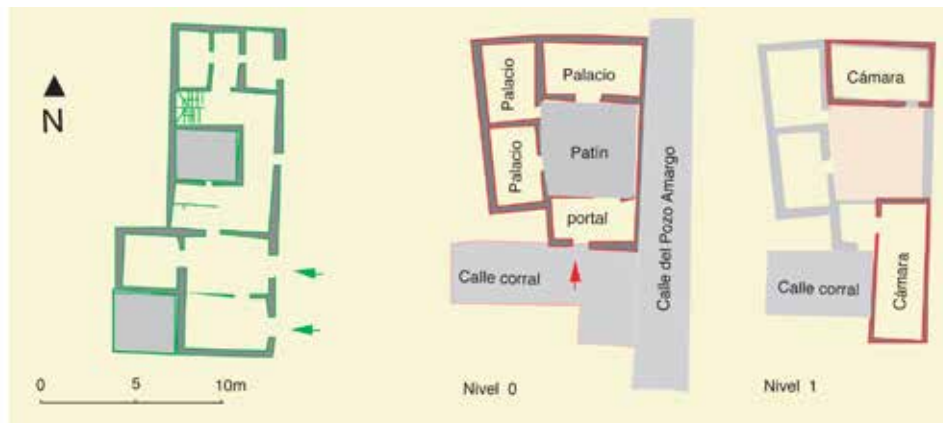 N
0 5 10m
Palacio
Palacio
Palacio
Patín
portal
Calle corral
Calle del Pozo Amargo
Nivel 0
Cámara
Calle corral
Cámara
Nivel 1